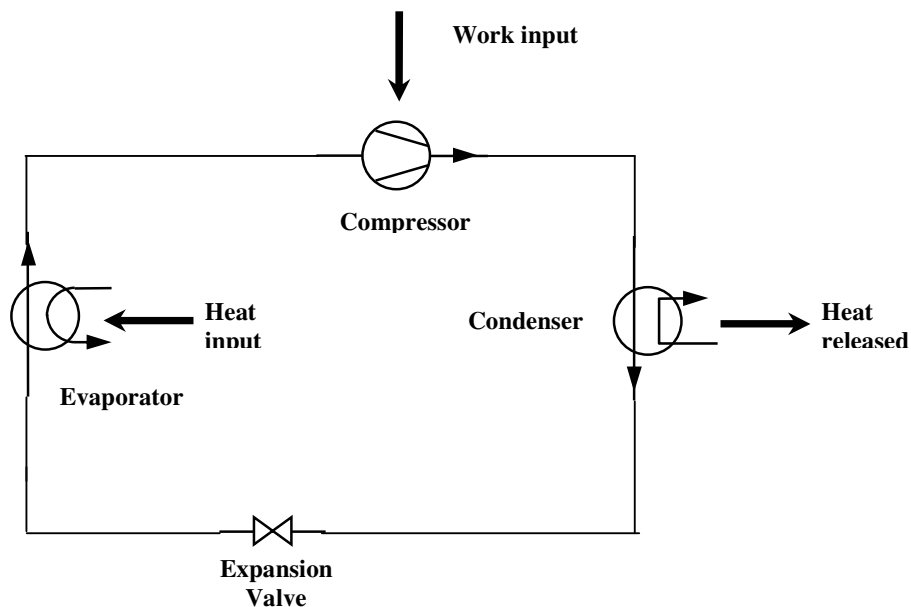 Work input
Compressor
Heat
input
Condenser
Heat
released
Evaporator
Expansion
Valve